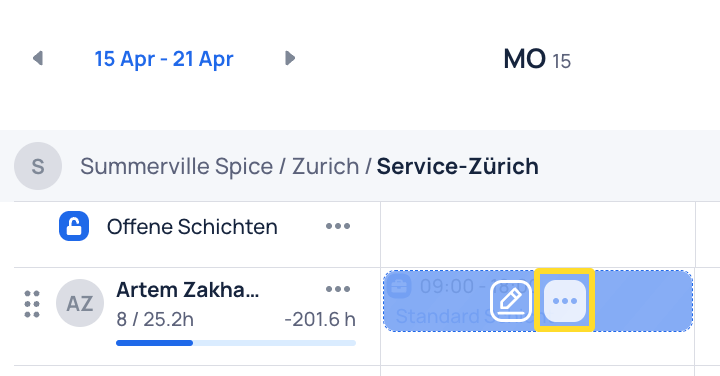 15 Apr - 21 Apr
MO 15
S
Summerville Spice / Zurich / Service-Zürich
Offene Schichten
AZ
Artem Zakha...
8 / 25.2h
-201.6 h
09:00 -
Standard